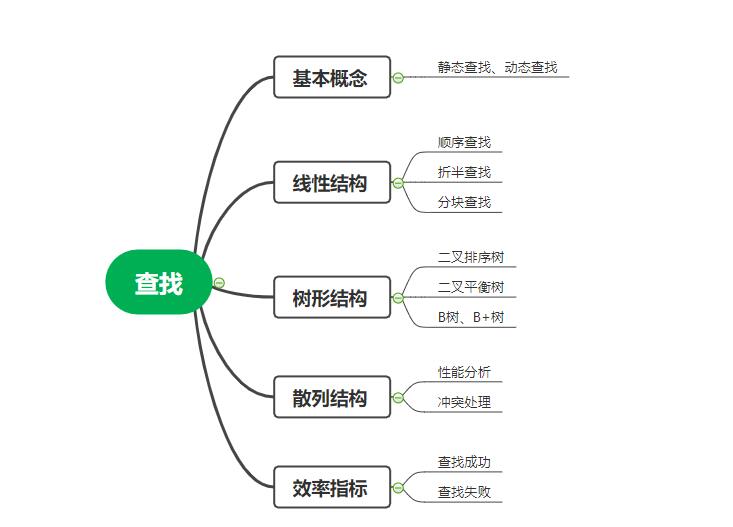 查找
基本概念
静态查找、动态查找
线性结构
顺序查找
折半查找
分块查找
树形结构
二叉排序树
二叉平衡树
B树、B+树
散列结构
性能分析
冲突处理
效率指标
查找成功
查找失败